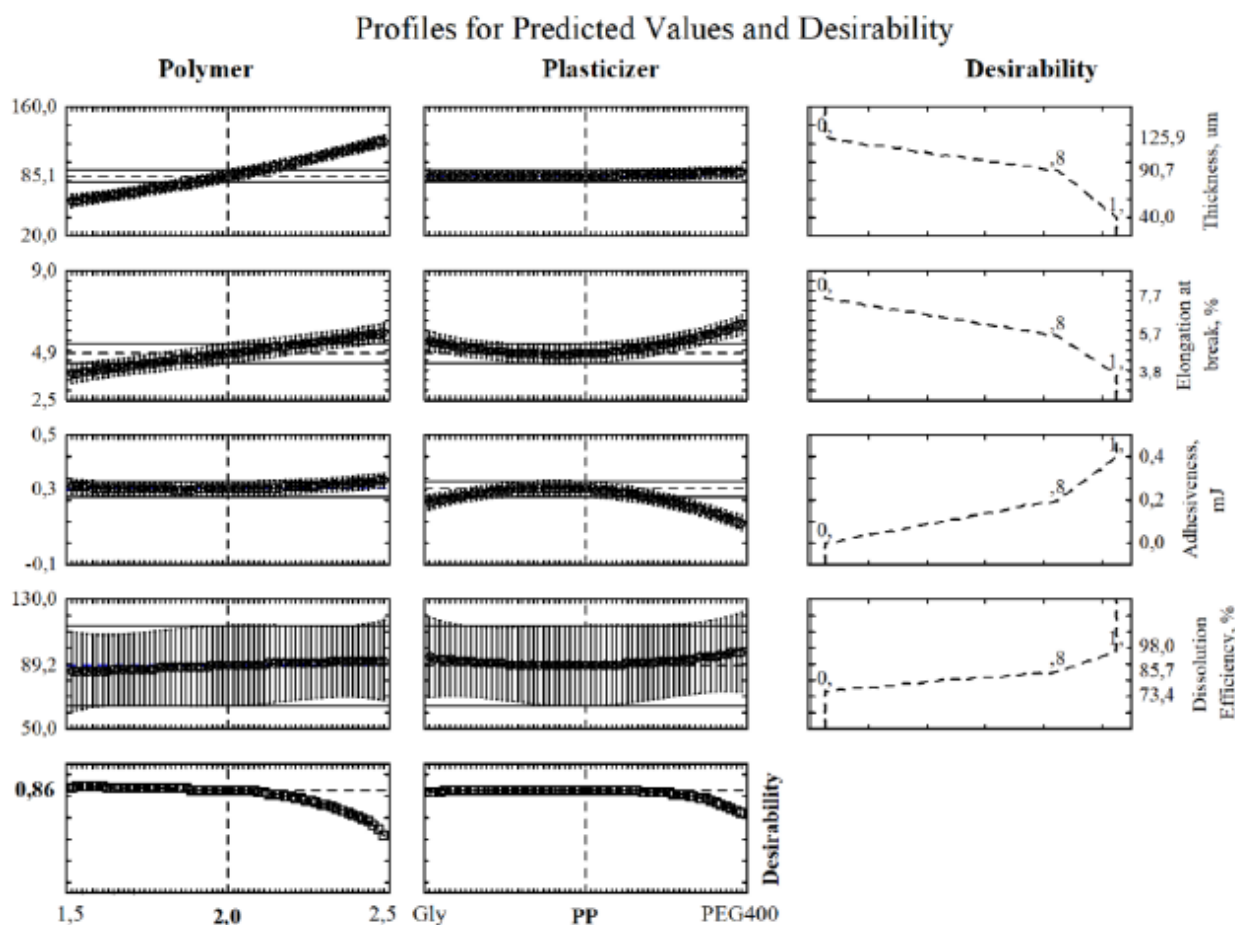 Profiles for Predicted Values and Desirability
Polymer Plasticizer Desirability
160,0
85,1
20,0
0, ,8 1,
125,9
90,7
40,0
Thickness, um
9,0
4,9
2,5
0, ,8 1,
7,7
5,7
3,8
Elongation at
break, %
0,5
0,3
-0,1
0, ,8 1,
0,4
0,2
0,0
Adhesiveness,
mJ
130,0
89,2
50,0
0, ,8 1,
98,0
85,7
73,4
Dissolution
Efficiency, %
0,86
Desirability
1,5 2,0 2,5 Gly PP PEG400